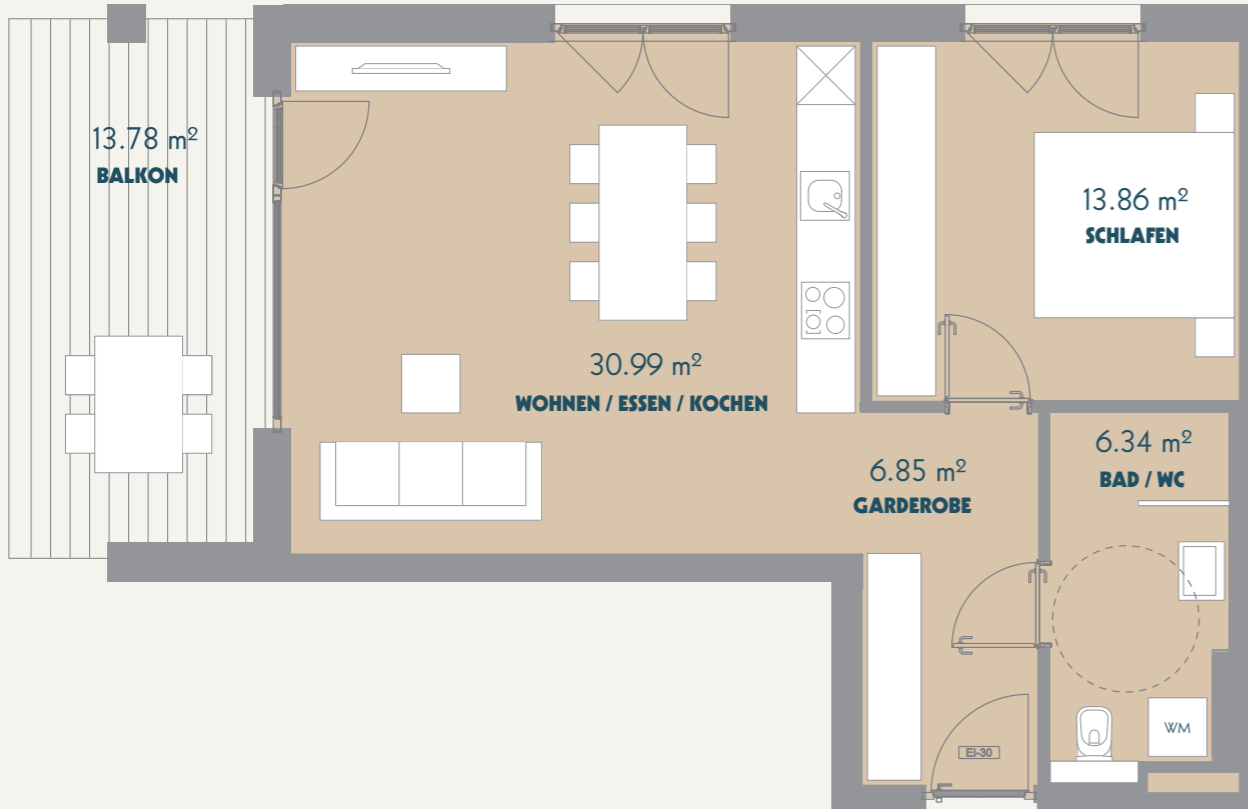 13.78 m²
BALKON
30.99 m²
WOHNEN / ESSEN / KOCHEN
13.86 m²
SCHLAFEN
6.85 m²
GARDEROBE
6.34 m²
BAD / WC
WM
EI-30